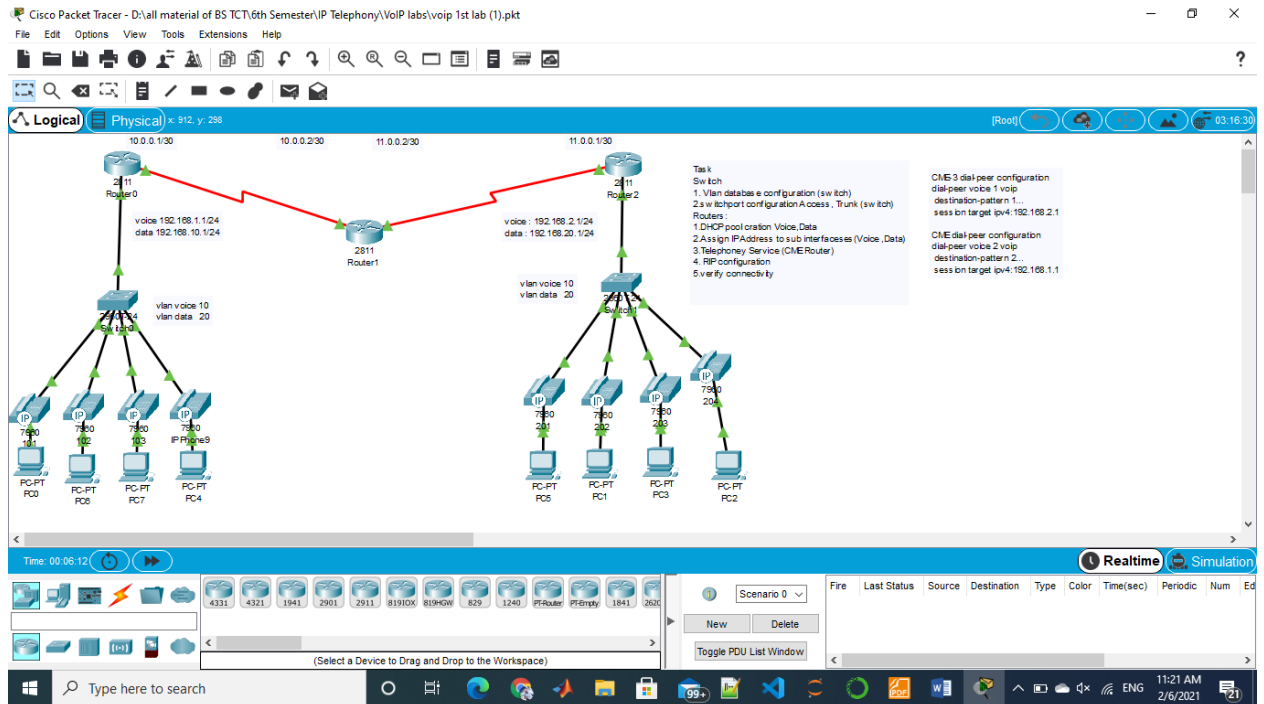 Cisco Packet Tracer - D:\all material of BS TCT\6th Semester\IP Telephony\VoIP labs\voip 1st lab (1).pkt
File Edit Options View Tools Extensions Help
?
Logical Physical x: 912, y: 298 [Root] 03:16:30
10.0.0.1/30 10.0.0.2/30 11.0.0.2/30 11.0.0.1/30
2811
Router0
2811
Router2
2811
Router1
voice 192.168.1.1/24
data 192.168.10.1/24
voice : 192.168.2.1/24
data : 192.168.20.1/24
Task
Switch
1. Vlan database configuration (switch)
2.switchport configuration Access , Trunk (switch)
Routers :
1.DHCP pool cration Voice,Data
2.Assign IPAddress to sub interfaceses (Voice ,Data)
3.Telephoney Service (CME Router)
4. RIP configuration
5.verify connectivity
CME-3 dial-peer configuration
dial-peer voice 1 voip
destination-pattern 1...
session target ipv4:192.168.2.1
CME dial-peer configuration
dial-peer voice 2 voip
destination-pattern 2...
session target ipv4:192.168.1.1
vlan voice 10
vlan data 20
Switch1
vlan voice 10
vlan data 20
IP IP IP IP
7960 7960 7960 7960
101 102 103 IP Phone9
PC-PT PC-PT PC-PT PC-PT
PC0 PC6 PC7 PC4
IP IP IP IP
7960 7960 7960 7960
201 202 203 204
PC-PT PC-PT PC-PT PC-PT
PC5 PC1 PC3 PC2
Time: 00:06:12 Realtime Simulation
4331 4321 1941 2901 2911 819IOX 819HGW 829 1240 PT-Router PT-Empty 1841
(Select a Device to Drag and Drop to the Workspace)
Scenario 0
New Delete
Toggle PDU List Window
Fire Last Status Source Destination Type Color Time(sec) Periodic Num Ed
Type here to search
99+
PDF
ENG
11:21 AM
2/6/2021
21